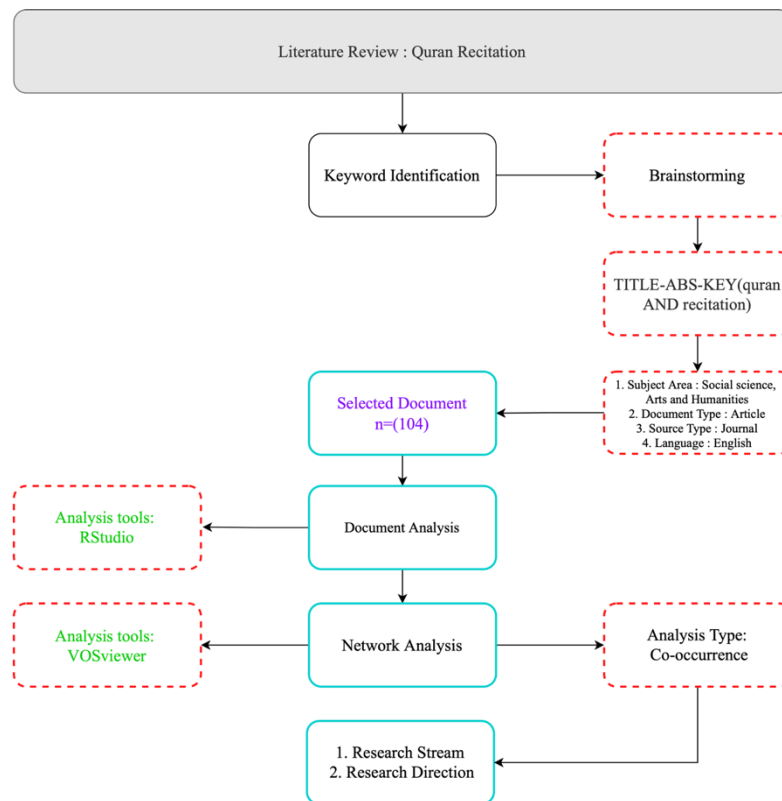 Literature Review : Quran Recitation
Keyword Identification
Brainstorming
TITLE-ABS-KEY(quran
AND recitation)
1. Subject Area : Social science,
Arts and Humanities
2. Document Type : Article
3. Source Type : Journal
4. Language : English
Selected Document
n=(104)
Analysis tools:
RStudio
Document Analysis
Analysis tools:
VOSviewer
Network Analysis
Analysis Type:
Co-occurrence
1. Research Stream
2. Research Direction